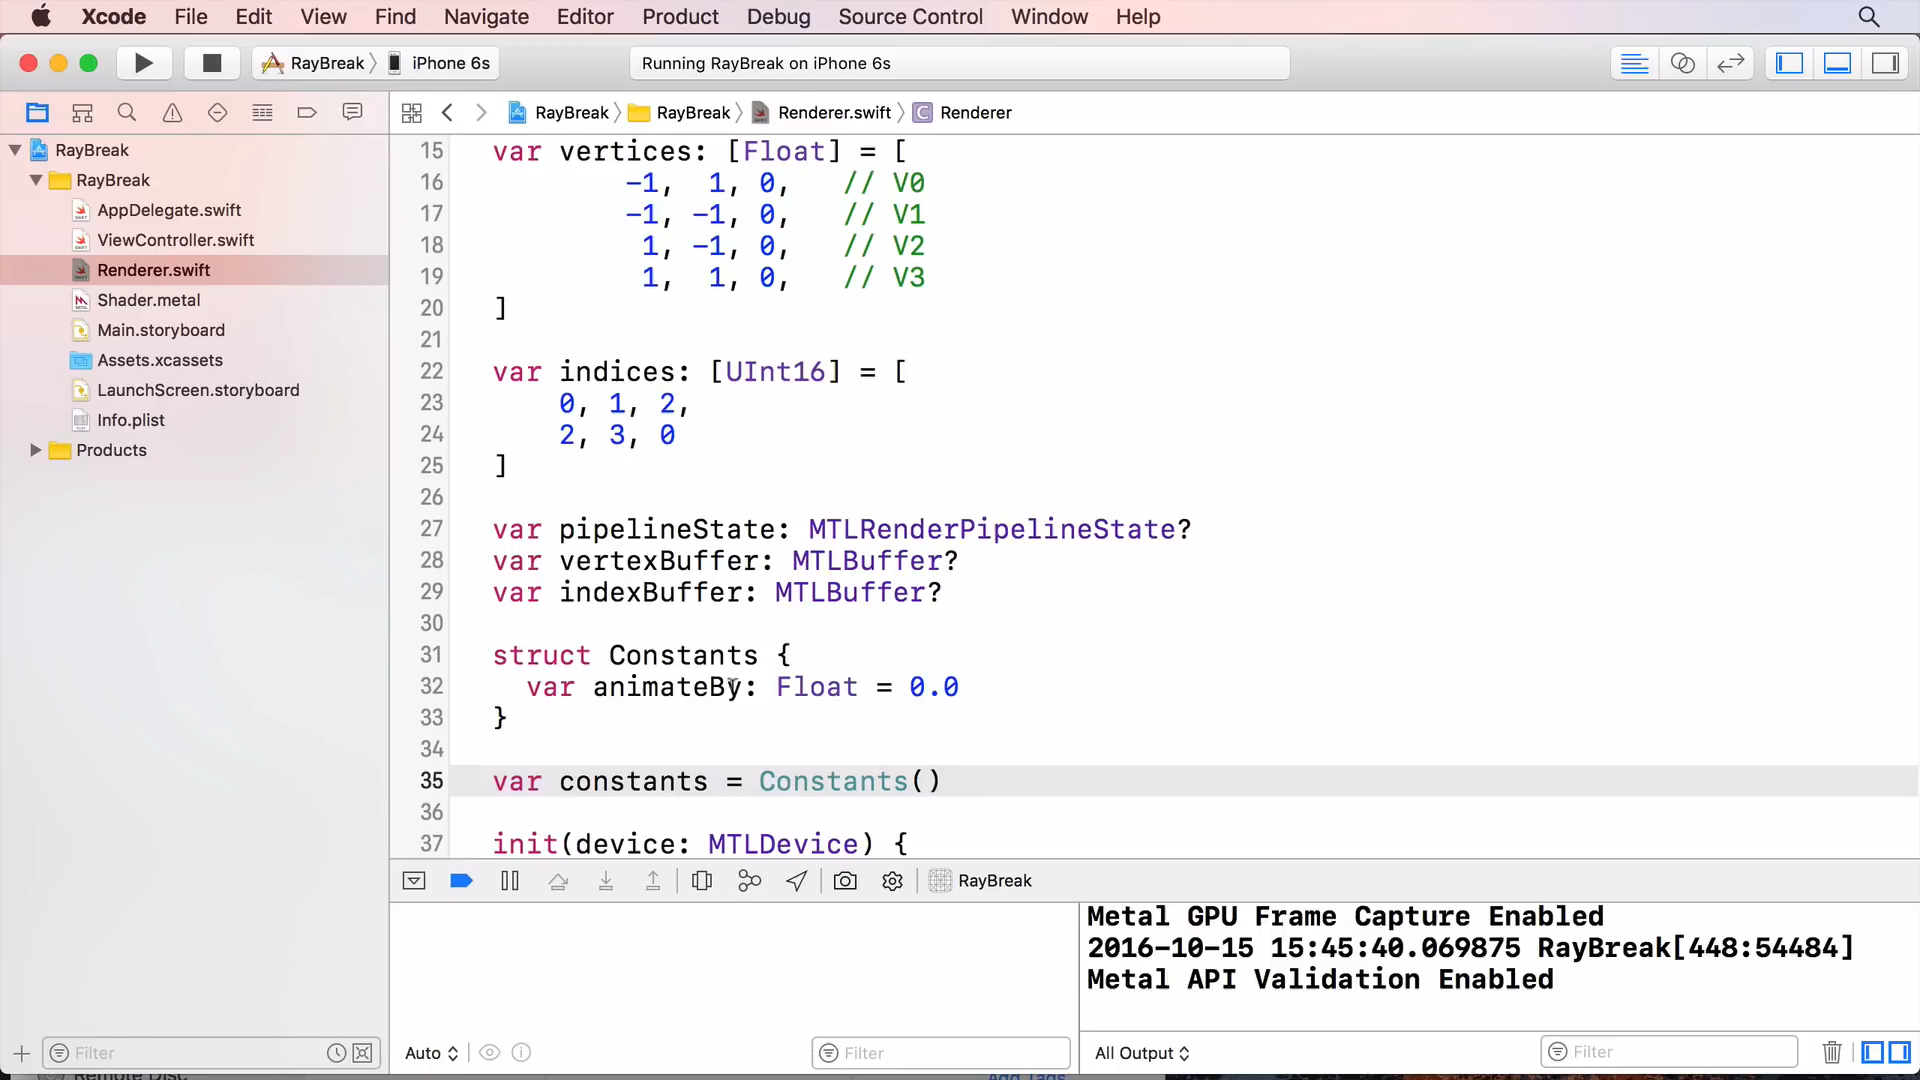 Xcode File Edit View Find Navigate Editor Product Debug Source Control Window Help
RayBreak iPhone 6s Running RayBreak on iPhone 6s
RayBreak RayBreak Renderer.swift C Renderer
RayBreak
RayBreak
AppDelegate.swift
ViewController.swift
Renderer.swift
Shader.metal
Main.storyboard
Assets.xcassets
LaunchScreen.storyboard
Info.plist
Products
15 var vertices: [Float] = [
16 -1, 1, 0, // V0
17 -1, -1, 0, // V1
18 1, -1, 0, // V2
19 1, 1, 0, // V3
20 ]
21
22 var indices: [UInt16] = [
23 0, 1, 2,
24 2, 3, 0
25 ]
26
27 var pipelineState: MTLRenderPipelineState?
28 var vertexBuffer: MTLBuffer?
29 var indexBuffer: MTLBuffer?
30
31 struct Constants {
32 var animateBy: Float = 0.0
33 }
34
35 var constants = Constants()
36
37 init(device: MTLDevice) {
RayBreak
Metal GPU Frame Capture Enabled
2016-10-15 15:45:40.069875 RayBreak[448:54484]
Metal API Validation Enabled
Filter Auto Filter All Output Filter
Remote Disc Add Tags